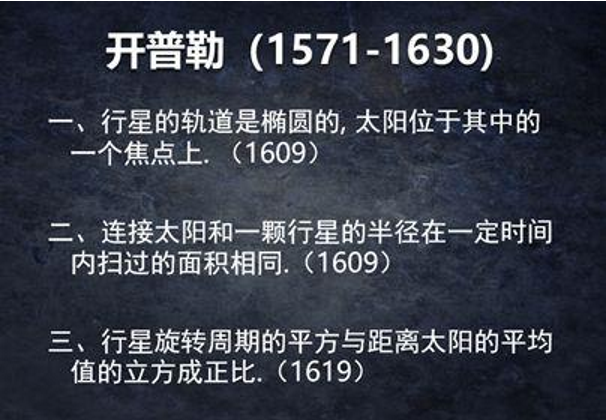 开普勒 (1571-1630)
一、行星的轨道是椭圆的, 太阳位于其中的
一个焦点上. （1609）
二、连接太阳和一颗行星的半径在一定时间
内扫过的面积相同.（1609）
三、行星旋转周期的平方与距离太阳的平均
值的立方成正比.（1619）